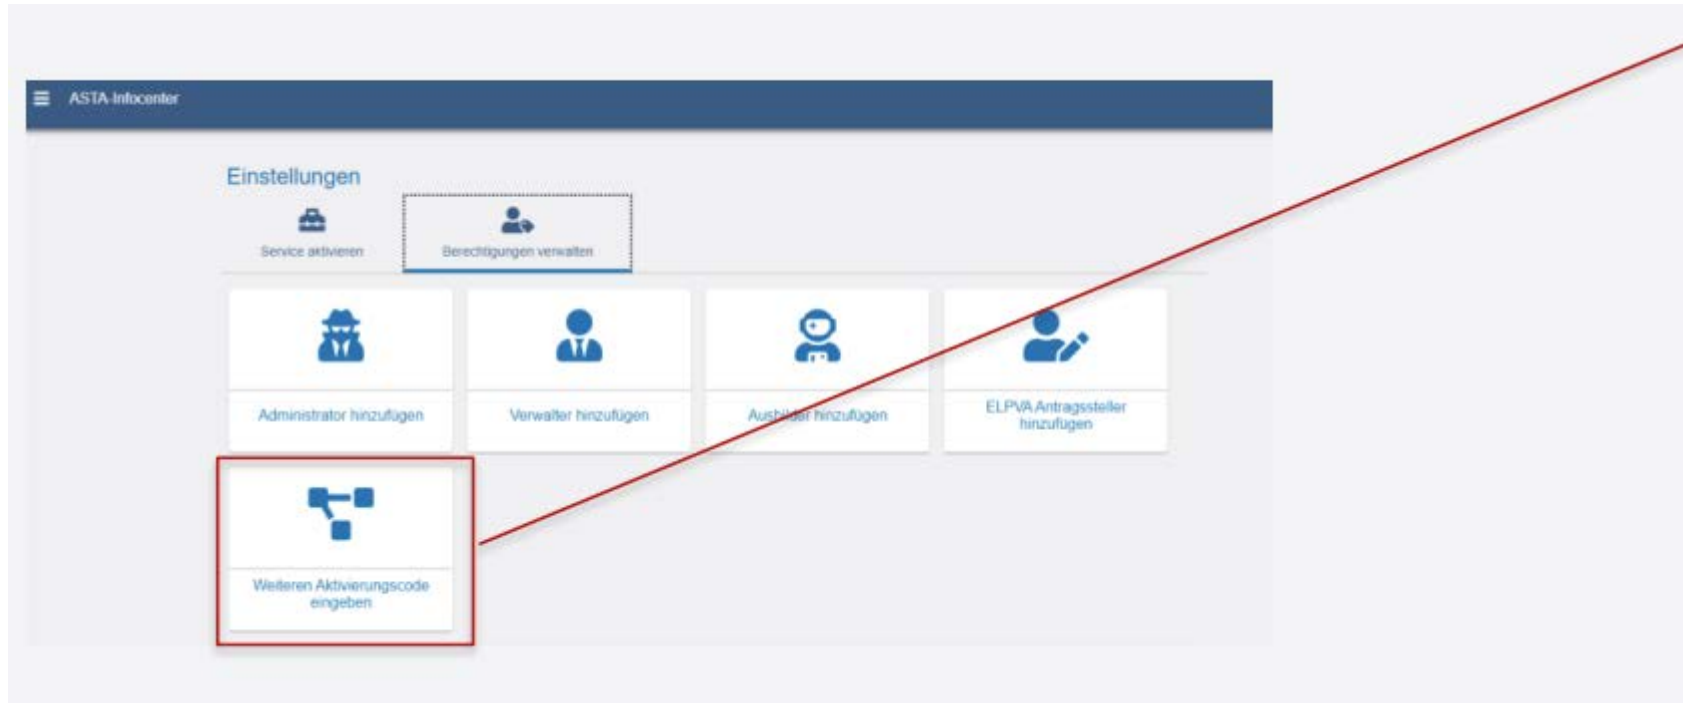 ASTA-Infocenter
Einstellungen
Service aktivieren
Berechtigungen verwalten
Administrator hinzufügen
Verwalter hinzufügen
Ausbilder hinzufügen
ELPVA Antragssteller
hinzufügen
Weiteren Aktivierungscode
eingeben